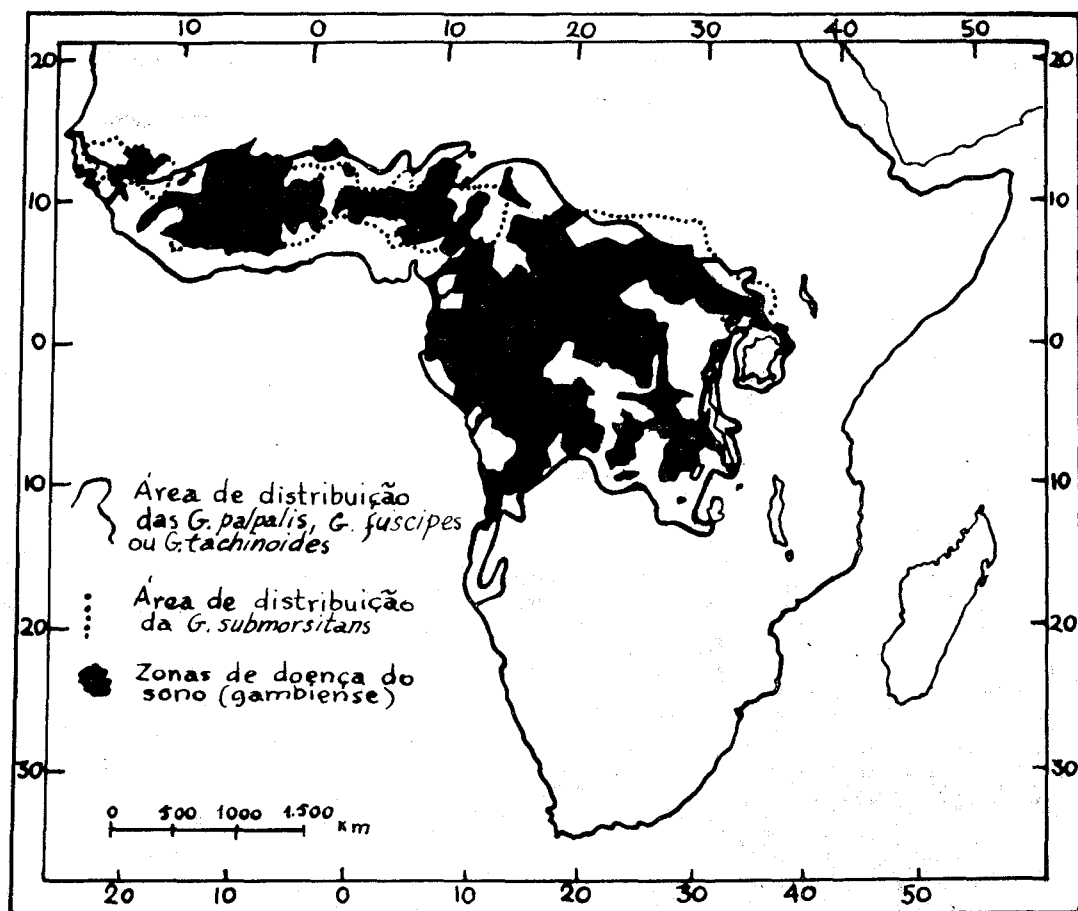 10 0 10 20 30 40 50
20 20
10 10
0 0
10 10
20 20
30 30
Área de distribuição
das G. palpalis, G. fuscipes
ou G. tachinoides
Área de distribuição
da G. submorsitans
Zonas de doença do
sono (gambiense)
0 500 1000 1.500 km
20 10 0 10 20 30 40 50